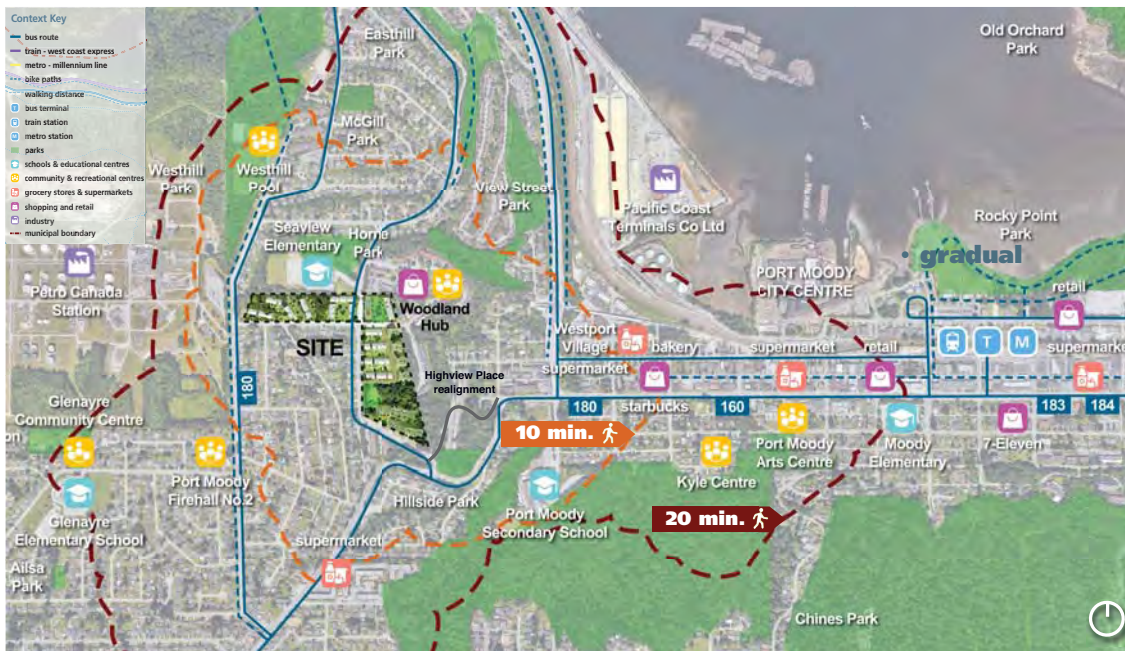 Context Key
bus route
train - west coast express
metro - millennium line
bike paths
walking distance
bus terminal
train station
metro station
parks
schools & educational centres
community & recreational centres
grocery stores & supermarkets
shopping and retail
industry
municipal boundary
Easthill
Park
Old Orchard
Park
McGill
Park
Westhill
Park
Westhill
Pool
View Street
Park
Pacific Coast
Terminals Co Ltd
Rocky Point
Park
Seaview
Elementary
Horne
Park
• gradual
Petro Canada
Station
Woodland
Hub
PORT MOODY
CITY CENTRE
retail
SITE
Westport
Village
bakery
supermarket
retail
T
M
supermarke
supermarket
Highview Place
realignment
180
180
starbucks
160
183
184
Glenayre
Community Centre
on
10 min.
Port Moody
Arts Centre
Moody
Elementary
7-Eleven
Port Moody
Firehall No.2
Kyle Centre
Hillside Park
Glenayre
Elementary School
Port Moody
Secondary School
20 min.
supermarket
Ailsa
Park
Chines Park